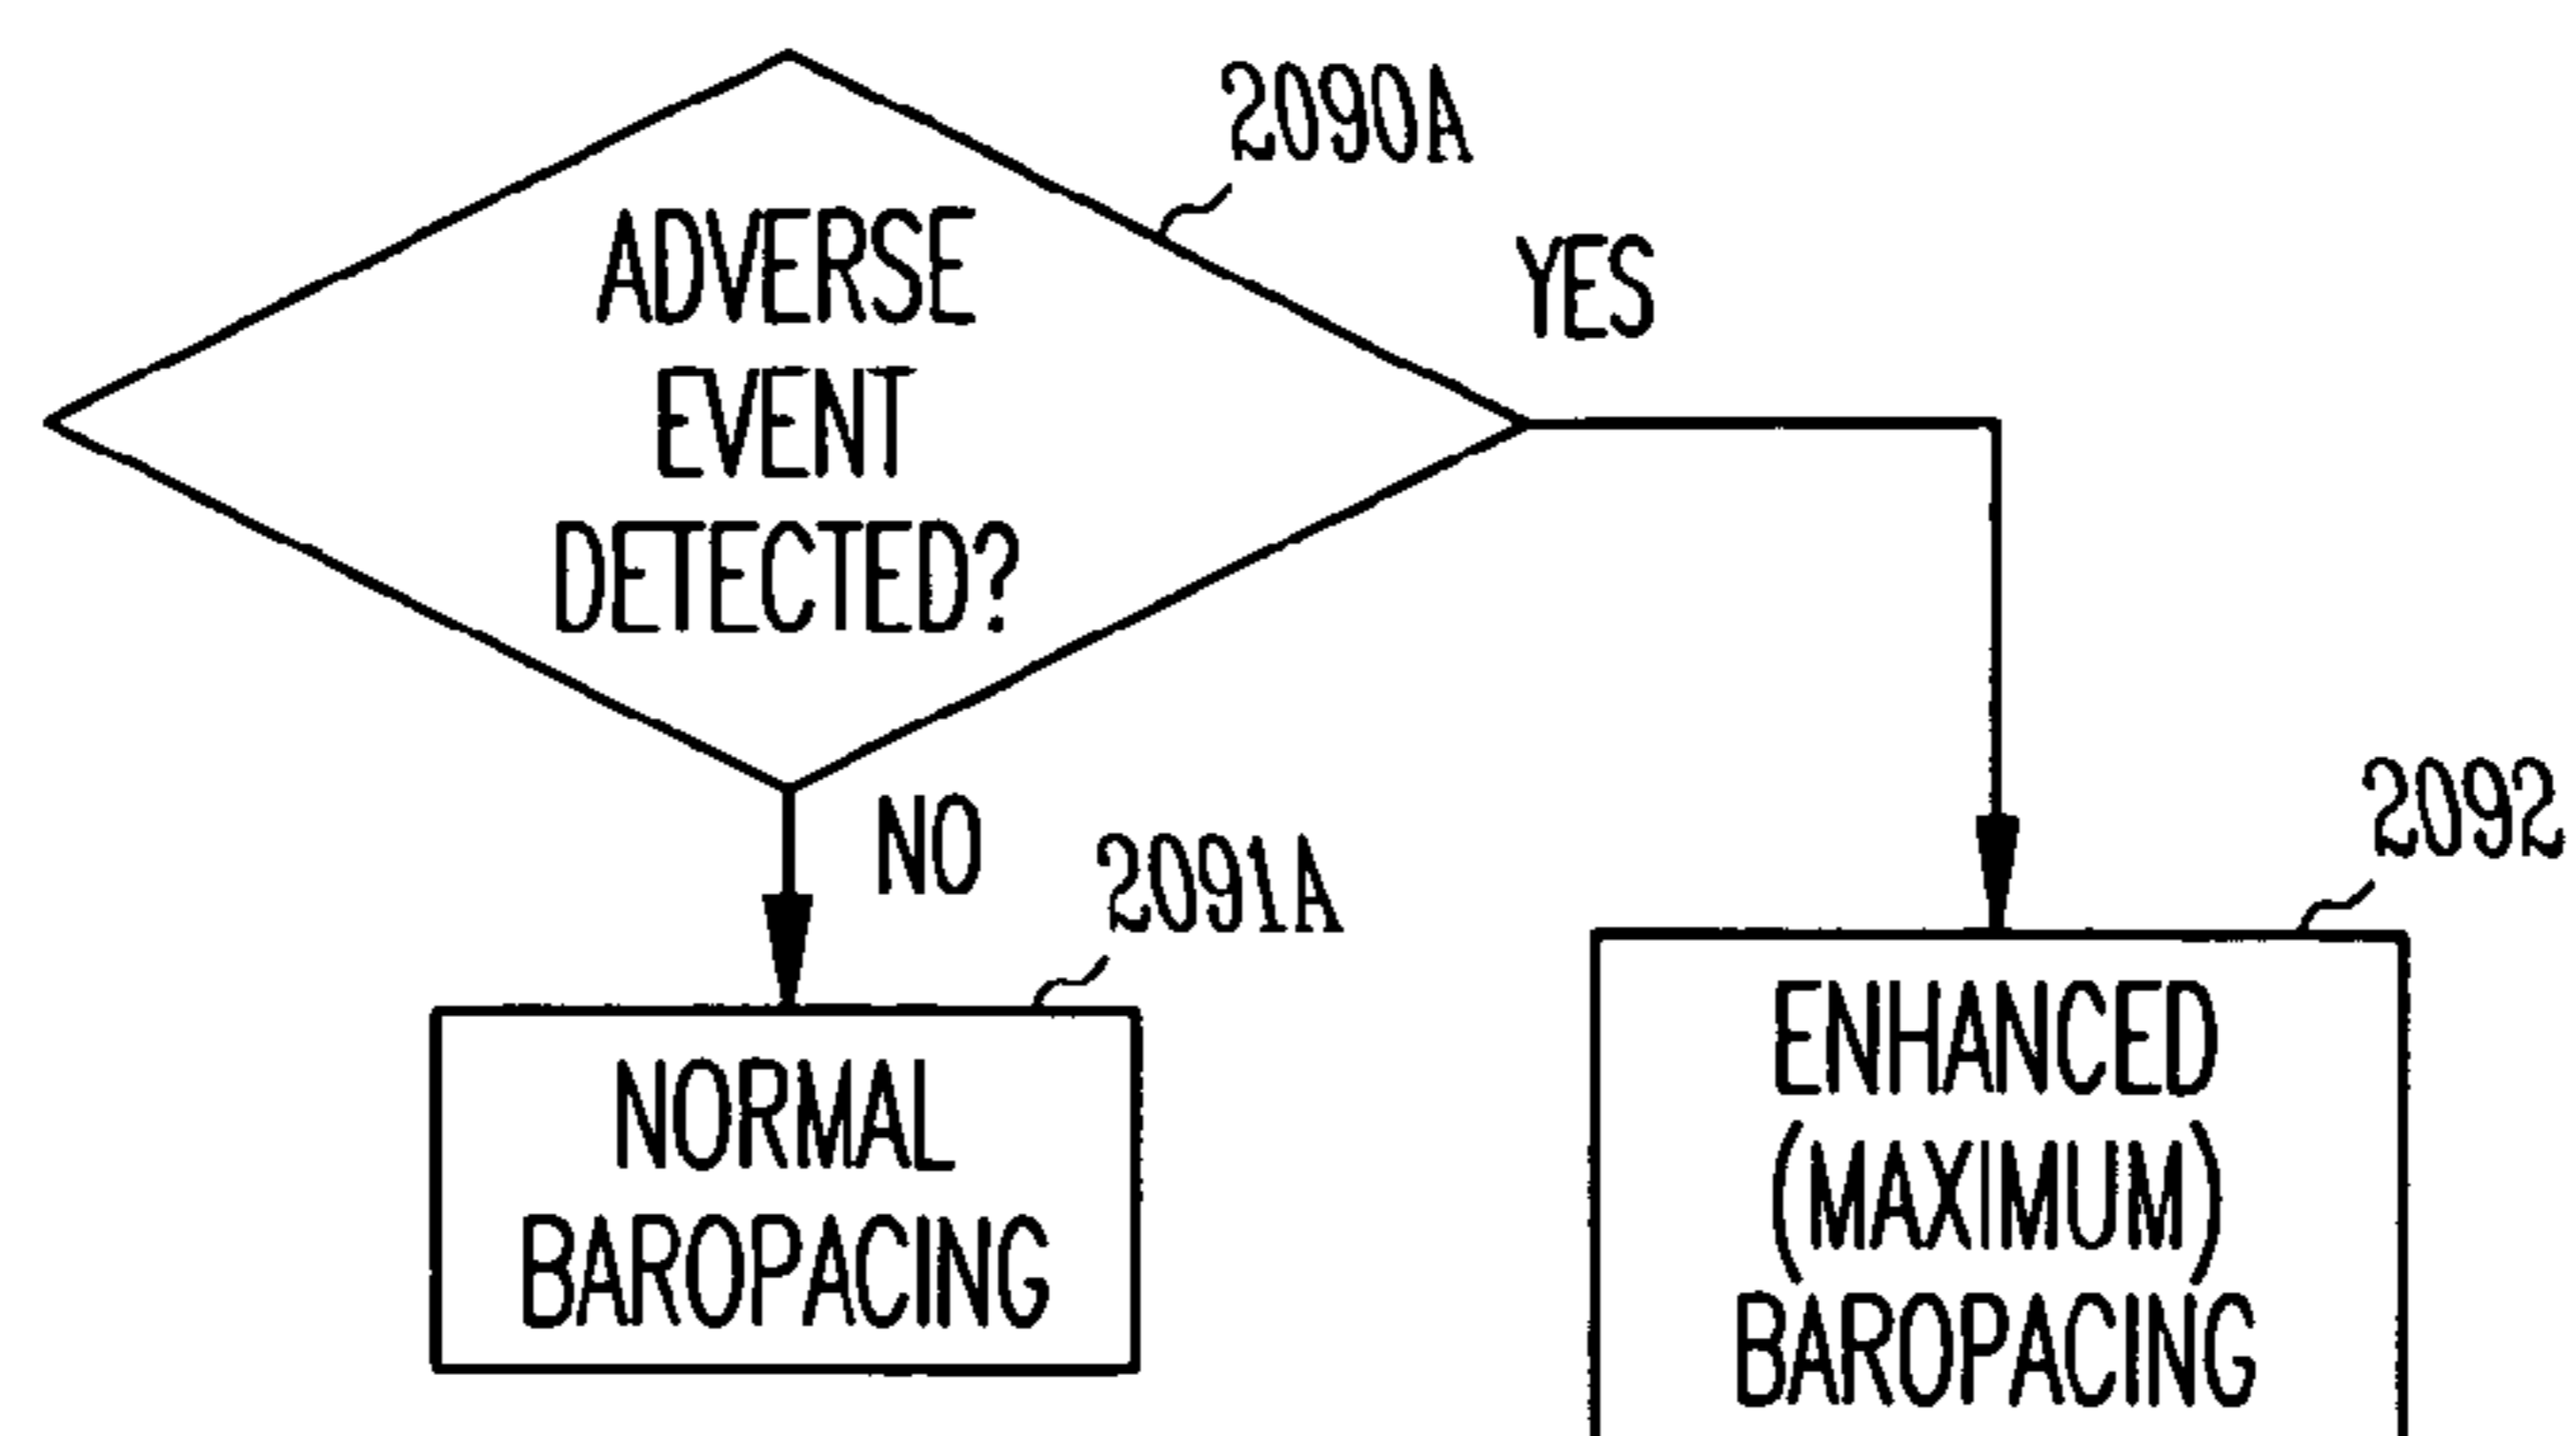 2090A
ADVERSE
EVENT
DETECTED?
YES
NO
2091A
NORMAL
BAROPACING
2092
ENHANCED
(MAXIMUM)
BAROPACING